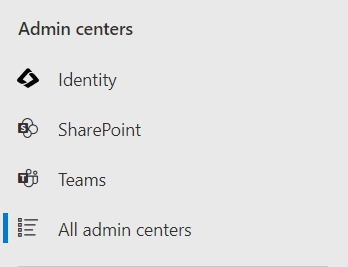 Admin centers
Identity
SharePoint
Teams
All admin centers